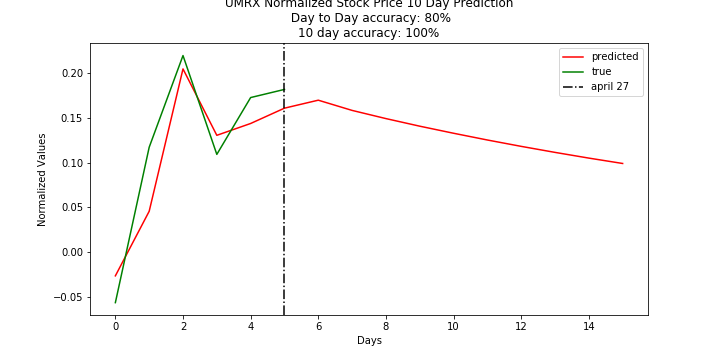 UMRX Normalized Stock Price 10 Day Prediction
Day to Day accuracy: 80%
10 day accuracy: 100%
predicted
true
april 27
0.20
0.15
0.10
0.05
0.00
−0.05
Normalized Values
0
2
4
6
8
10
12
14
Days